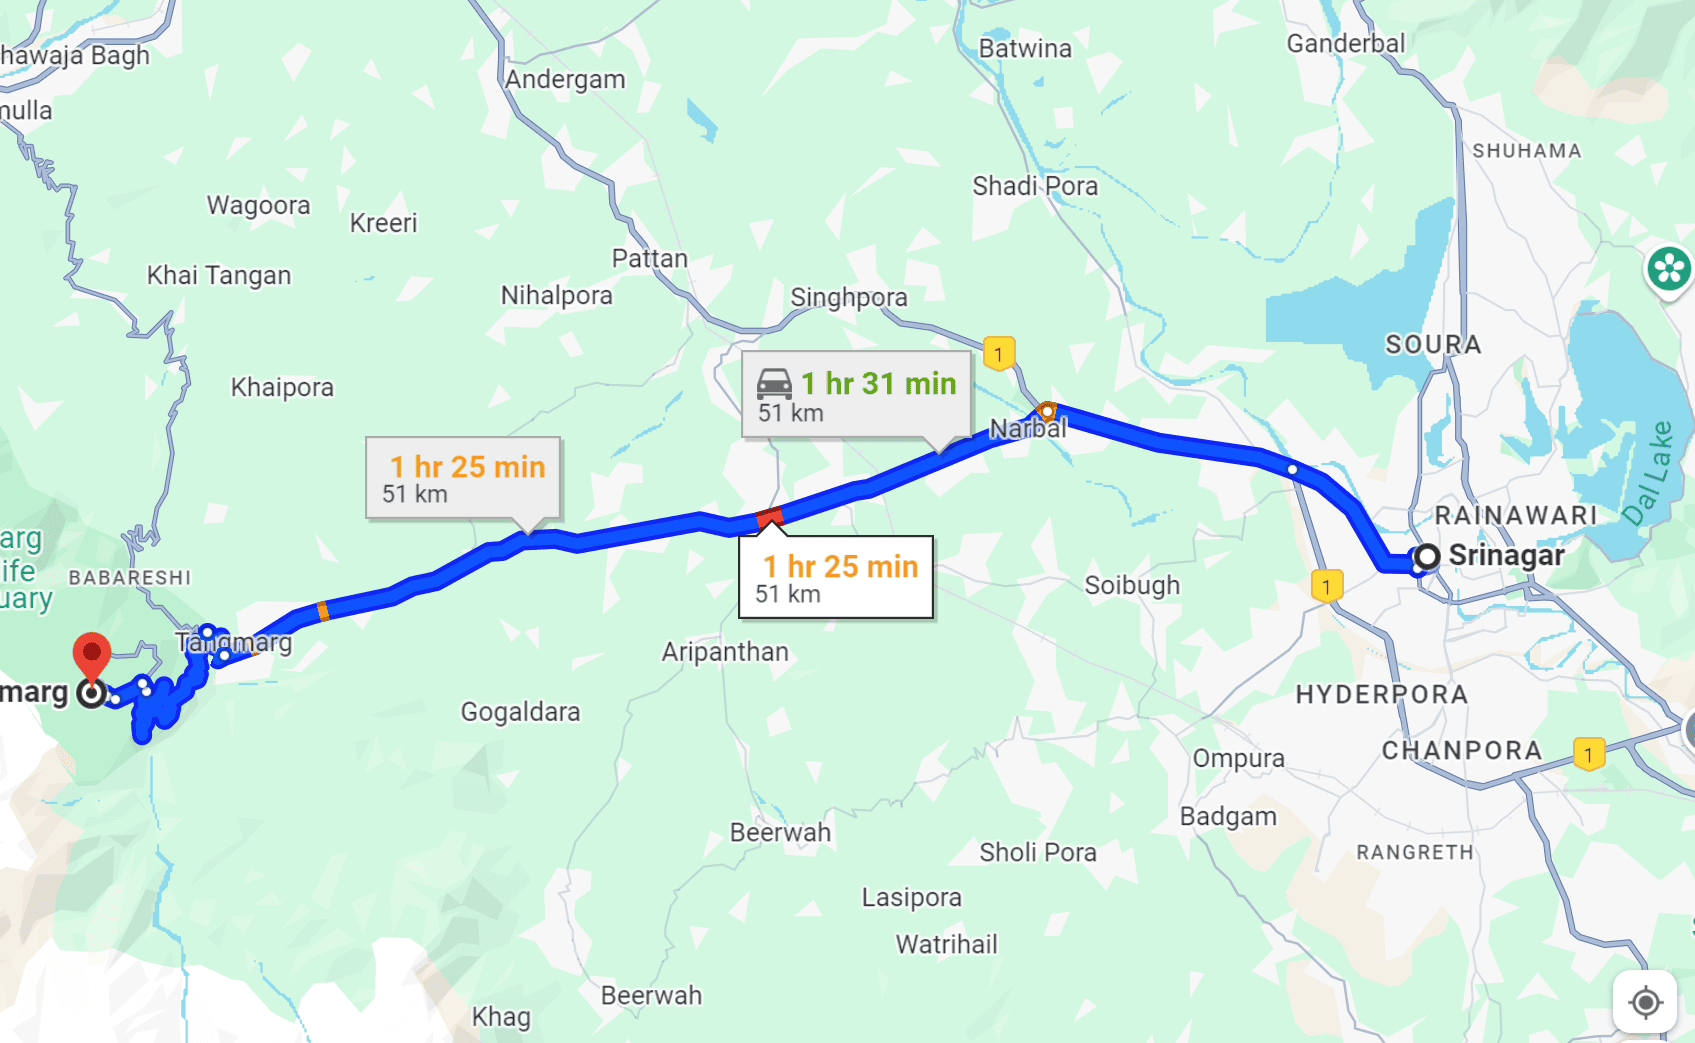 Batwina
Ganderbal
hawaja Bagh
Andergam
mulla
SHUHAMA
Shadi Pora
Wagoora
Kreeri
Pattan
Khai Tangan
Nihalpora
Singhpora
SOURA
1
1 hr 31 min
51 km
Khaipora
Narbal
Dal Lake
1 hr 25 min
51 km
RAINAWARI
Srinagar
arg
ife
uary
BABARESHI
1 hr 25 min
51 km
Soibugh
1
Tangmarg
Aripanthan
marg
HYDERPORA
Gogaldara
CHANPORA
1
Ompura
Badgam
Beerwah
Sholi Pora
RANGRETH
Lasipora
Watrihail
Beerwah
Khag